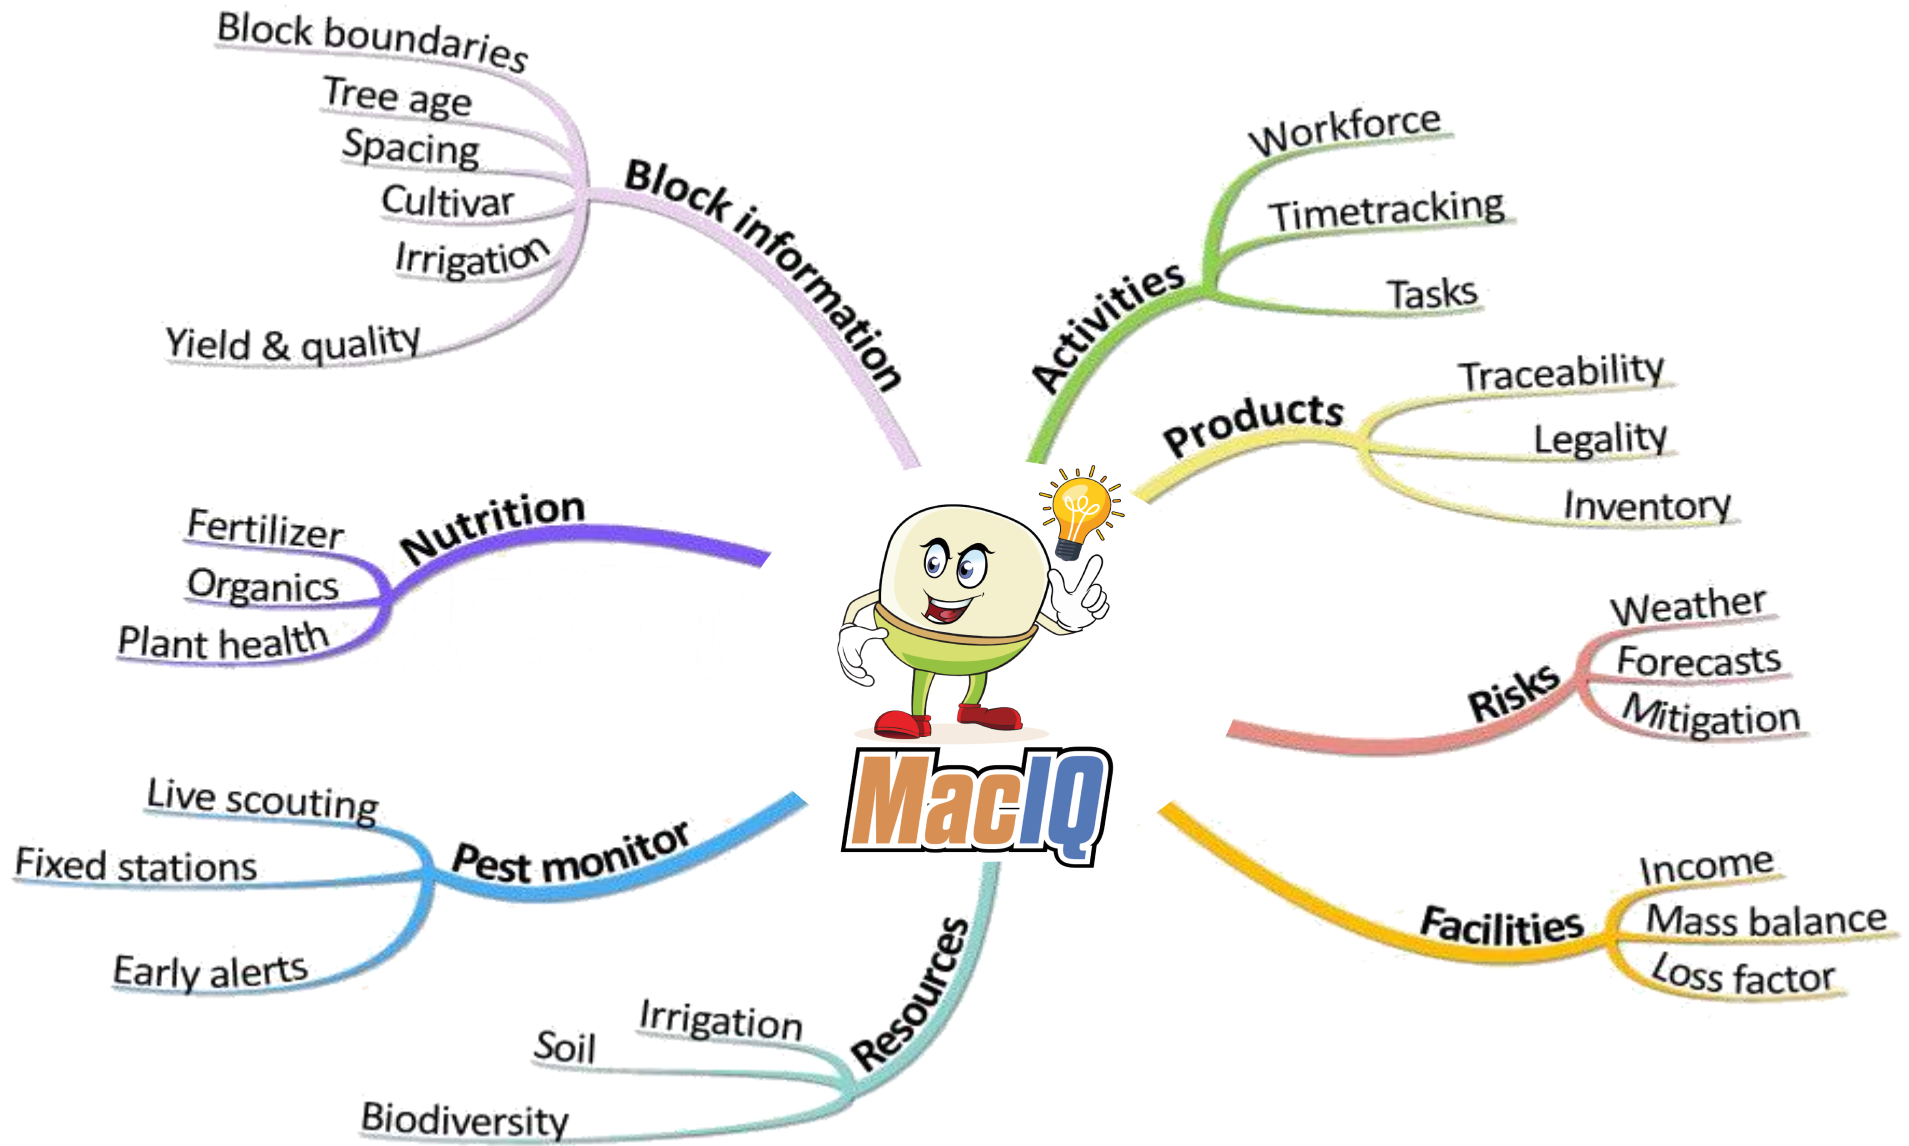 Block boundaries
Tree age
Spacing
Cultivar
Irrigation
Yield & quality
Block information
Workforce
Timetracking
Tasks
Activities
Traceability
Legality
Inventory
Products
Fertilizer
Organics
Plant health
Nutrition
Weather
Forecasts
Mitigation
Risks
MacIQ
Live scouting
Fixed stations
Early alerts
Pest monitor
Income
Mass balance
Loss factor
Facilities
Irrigation
Soil
Biodiversity
Resources